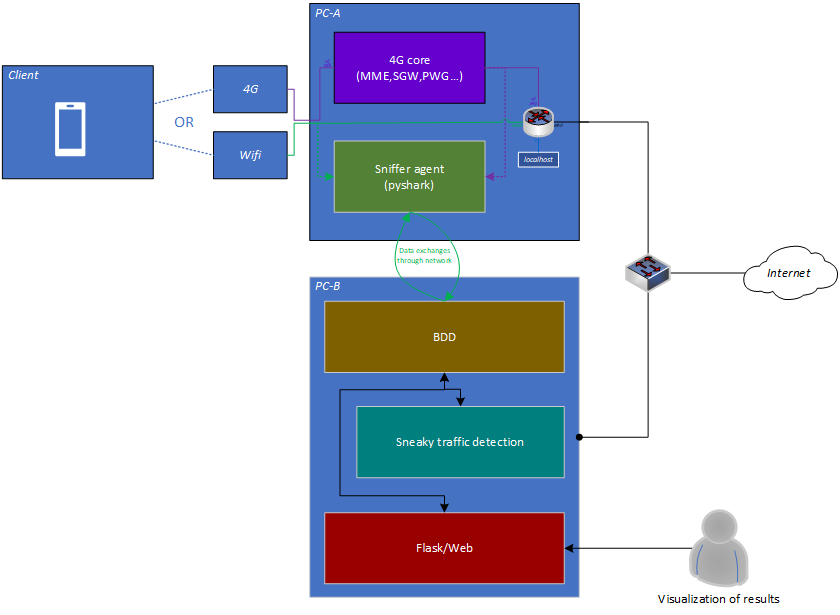 PC-A
Client
4G core
(MME,SGW,PWG...)
4G
OR
Wifi
localhost
Sniffer agent
(pyshark)
Data exchanges
through network
Internet
PC-B
BDD
Sneaky traffic detection
Flask/Web
Visualization of results